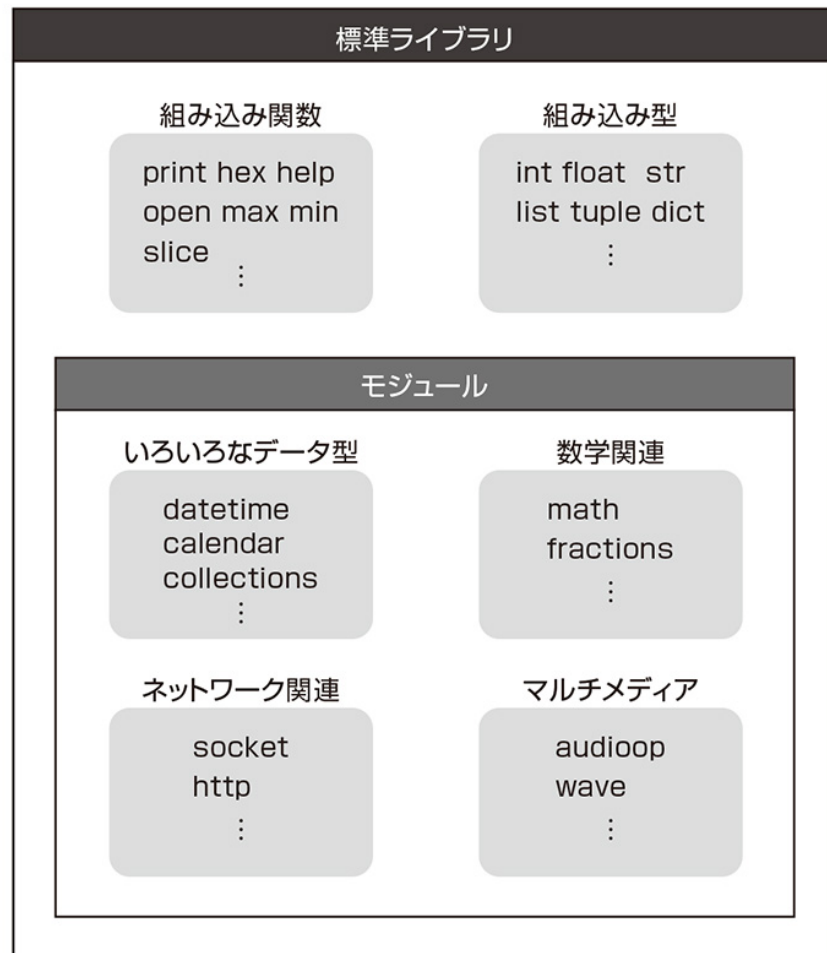 標準ライブラリ
組み込み関数
print hex help
open max min
slice
⋮
組み込み型
int float str
list tuple dict
⋮
モジュール
いろいろなデータ型
datetime
calendar
collections
⋮
数学関連
math
fractions
⋮
ネットワーク関連
socket
http
⋮
マルチメディア
audioop
wave
⋮